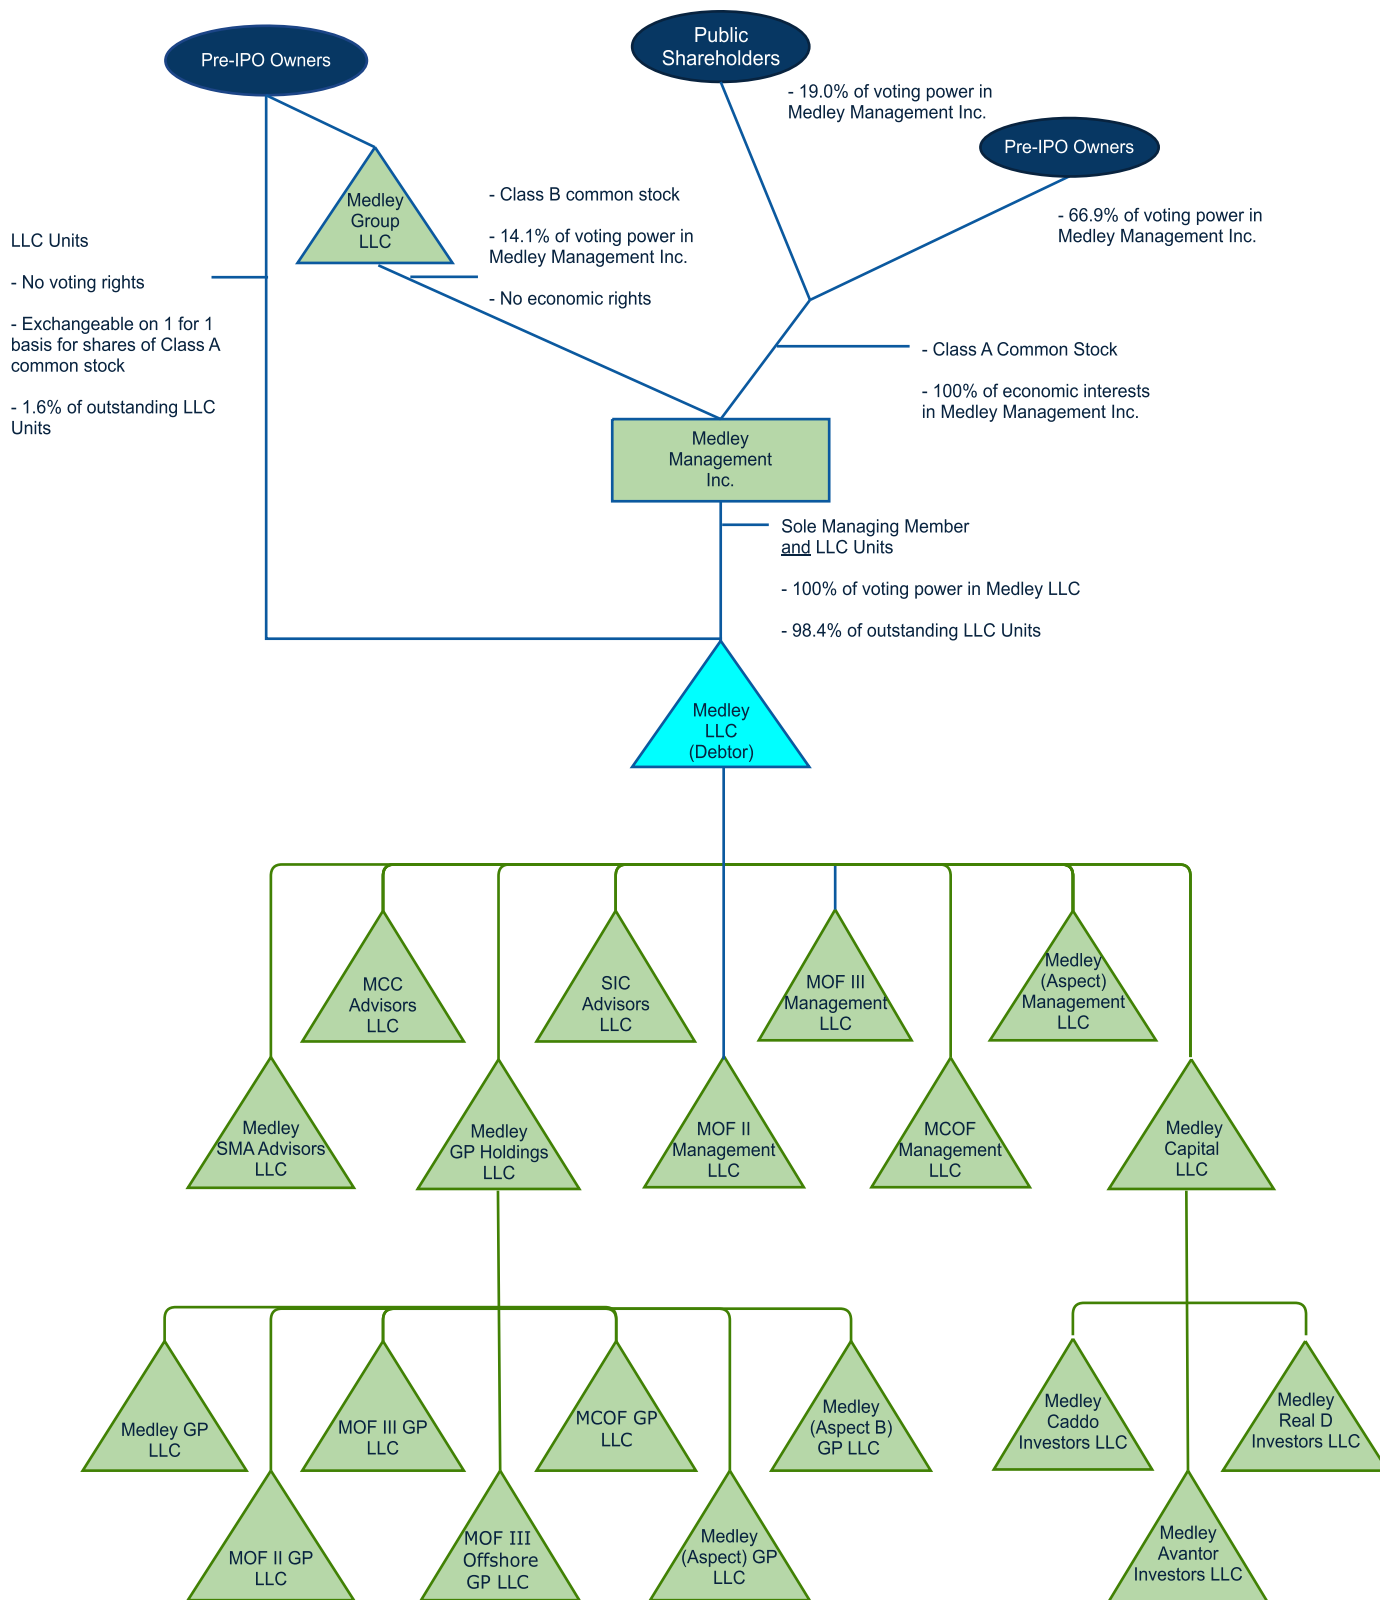 Pre-IPO Owners
Public
Shareholders
- 19.0% of voting power in
Medley Management Inc.
Pre-IPO Owners
- 66.9% of voting power in
Medley Management Inc.
Medley
Group
LLC
- Class B common stock
- 14.1% of voting power in
Medley Management Inc.
- No economic rights
LLC Units
- No voting rights
- Exchangeable on 1 for 1
basis for shares of Class A
common stock
- 1.6% of outstanding LLC
Units
- Class A Common Stock
- 100% of economic interests
in Medley Management Inc.
Medley
Management
Inc.
Sole Managing Member
and LLC Units
- 100% of voting power in Medley LLC
- 98.4% of outstanding LLC Units
Medley
LLC
(Debtor)
MCC
Advisors
LLC
SIC
Advisors
LLC
MOF III
Management
LLC
Medley
(Aspect)
Management
LLC
Medley
SMA Advisors
LLC
Medley
GP Holdings
LLC
MOF II
Management
LLC
MCOF
Management
LLC
Medley
Capital
LLC
Medley GP
LLC
MOF III GP
LLC
MCOF GP
LLC
Medley
(Aspect B)
GP LLC
Medley
Caddo
Investors LLC
Medley
Real D
Investors LLC
MOF II GP
LLC
MOF III
Offshore
GP LLC
Medley
(Aspect) GP
LLC
Medley
Avantor
Investors LLC